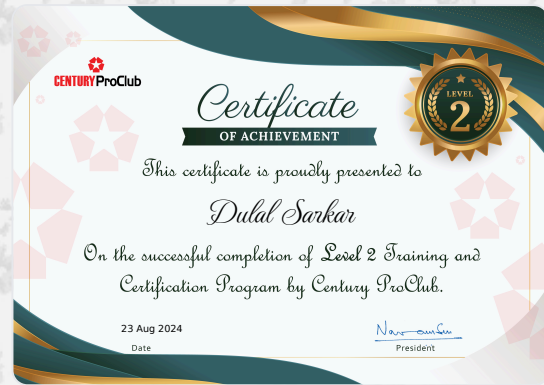 CENTURY ProClub
LEVEL
2
Certificate
OF ACHIEVEMENT
This certificate is proudly presented to
Dulal Sarkar
On the successful completion of Level 2 Training and
Certification Program by Century ProClub.
23 Aug 2024
Date
President